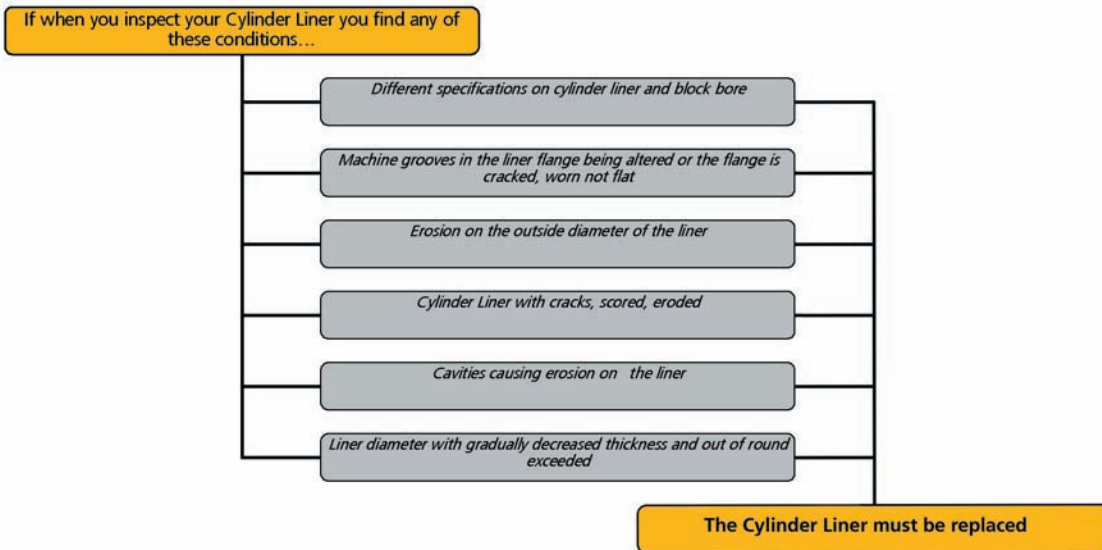 If when you inspect your Cylinder Liner you find any of
these conditions...
Different specifications on cylinder liner and block bore
Machine grooves in the liner flange being altered or the flange is
cracked, worn not flat
Erosion on the outside diameter of the liner
Cylinder Liner with cracks, scored, eroded
Cavities causing erosion on the liner
Liner diameter with gradually decreased thickness and out of round
exceeded
The Cylinder Liner must be replaced